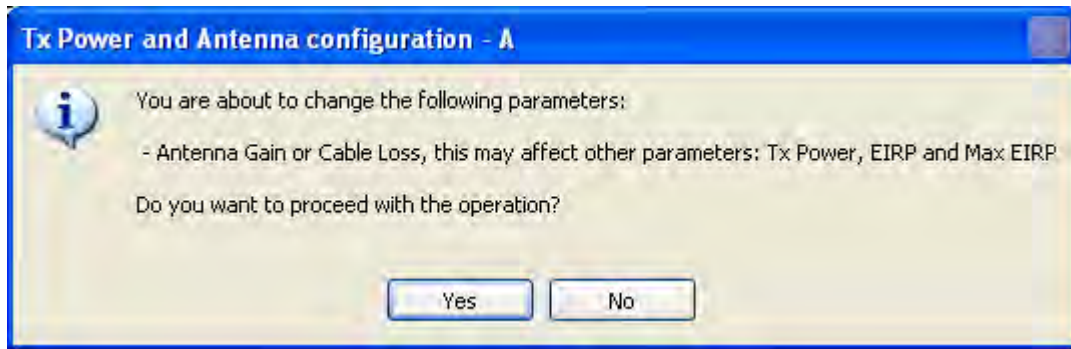 Tx Power and Antenna configuration - A
You are about to change the following parameters:
- Antenna Gain or Cable Loss, this may affect other parameters: Tx Power, EIRP and Max EIRP
Do you want to proceed with the operation?
Yes
No